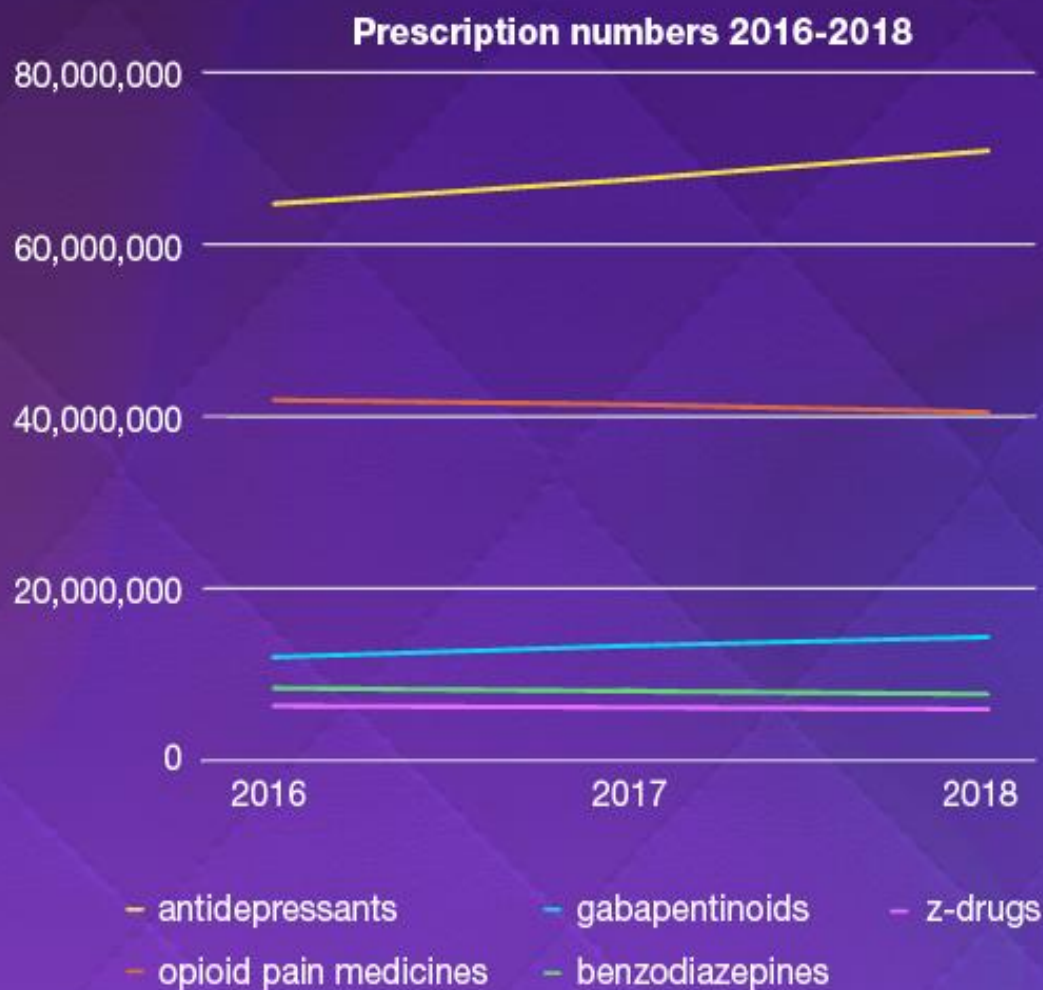 Prescription numbers 2016-2018
80,000,000
60,000,000
40,000,000
20,000,000
0
2016 2017 2018
antidepressants gabapentinoids z-drugs
opioid pain medicines benzodiazepines